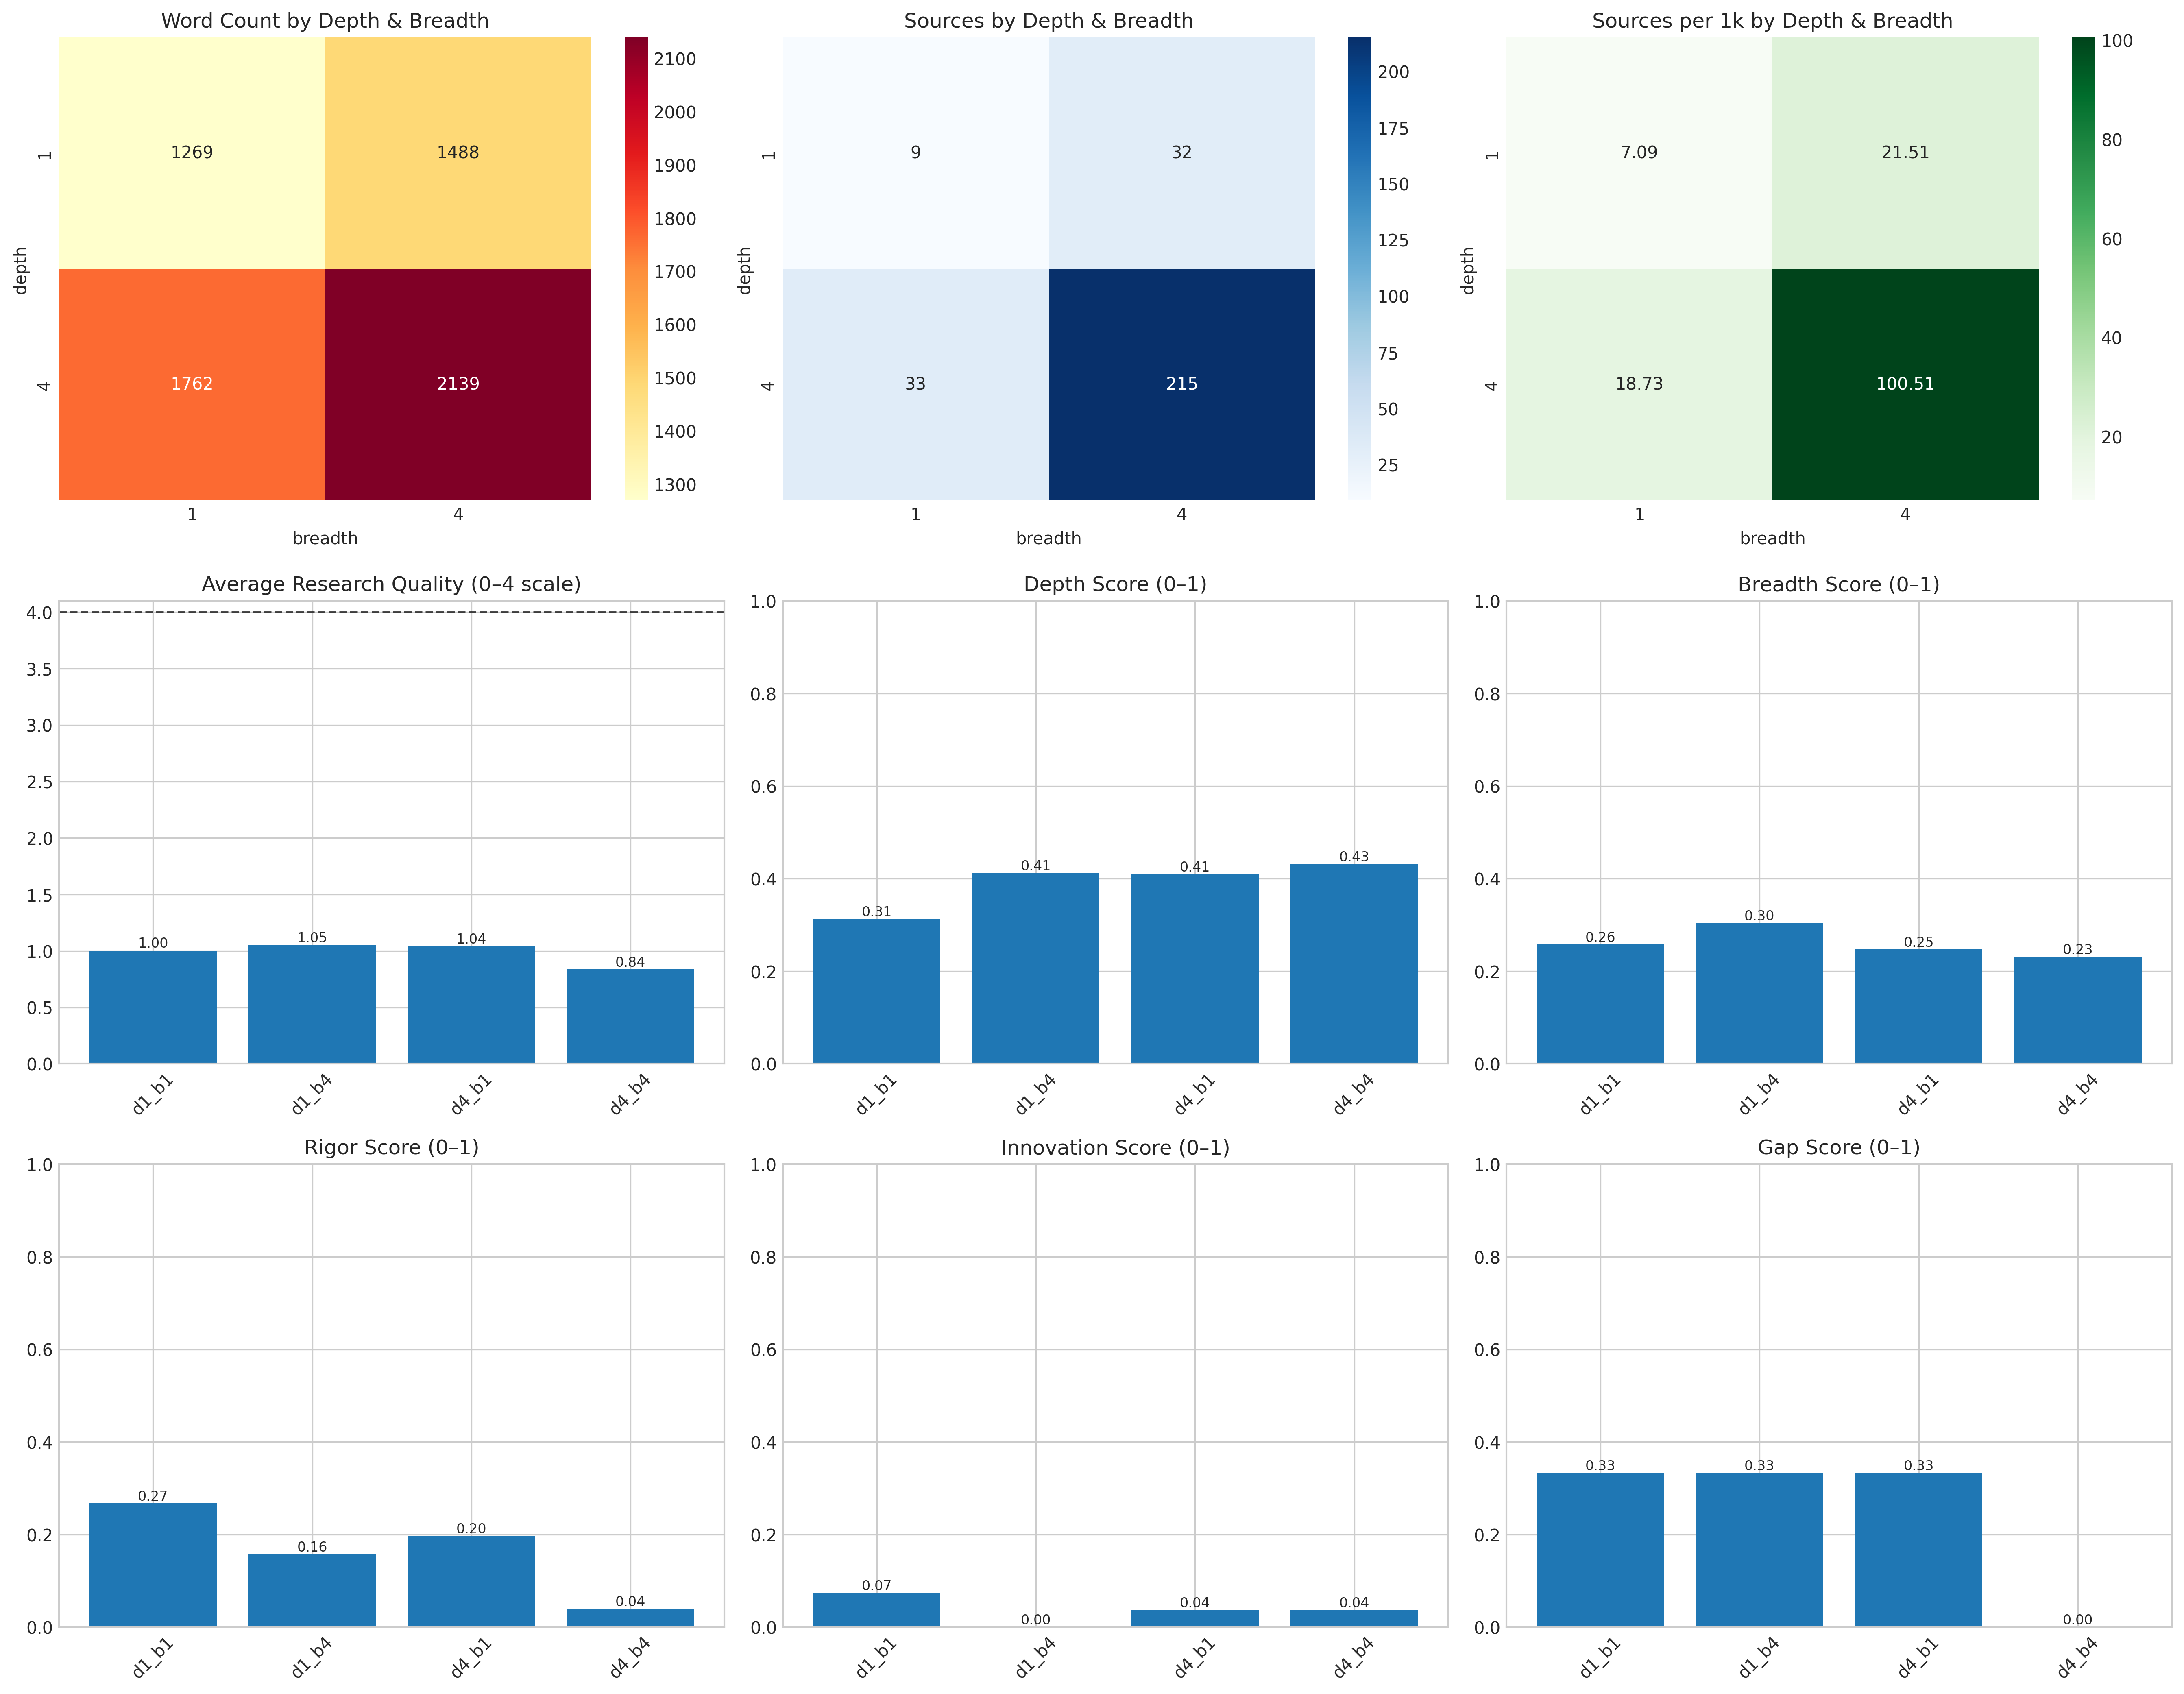 Word Count by Depth & Breadth
1269
1488
1762
2139
1
4
depth
1
4
breadth
2100
2000
1900
1800
1700
1600
1500
1400
1300
Sources by Depth & Breadth
9
32
33
215
1
4
depth
1
4
breadth
200
175
150
125
100
75
50
25
Sources per 1k by Depth & Breadth
7.09
21.51
18.73
100.51
1
4
depth
1
4
breadth
100
80
60
40
20
Average Research Quality (0–4 scale)
4.0
3.5
3.0
2.5
2.0
1.5
1.0
0.5
0.0
1.00
1.05
1.04
0.84
d1_b1
d1_b4
d4_b1
d4_b4
Depth Score (0–1)
1.0
0.8
0.6
0.4
0.2
0.0
0.31
0.41
0.41
0.43
d1_b1
d1_b4
d4_b1
d4_b4
Breadth Score (0–1)
1.0
0.8
0.6
0.4
0.2
0.0
0.26
0.30
0.25
0.23
d1_b1
d1_b4
d4_b1
d4_b4
Rigor Score (0–1)
1.0
0.8
0.6
0.4
0.2
0.0
0.27
0.16
0.20
0.04
d1_b1
d1_b4
d4_b1
d4_b4
Innovation Score (0–1)
1.0
0.8
0.6
0.4
0.2
0.0
0.07
0.00
0.04
0.04
d1_b1
d1_b4
d4_b1
d4_b4
Gap Score (0–1)
1.0
0.8
0.6
0.4
0.2
0.0
0.33
0.33
0.33
0.00
d1_b1
d1_b4
d4_b1
d4_b4